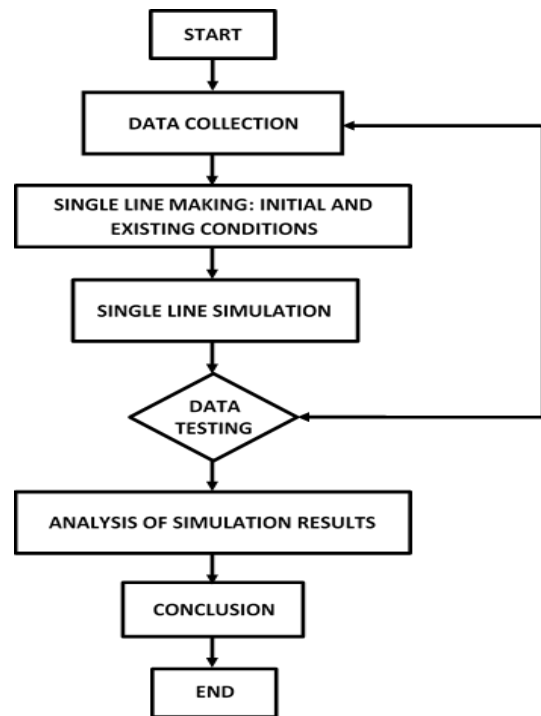 START
DATA COLLECTION
SINGLE LINE MAKING: INITIAL AND
EXISTING CONDITIONS
SINGLE LINE SIMULATION
DATA
TESTING
ANALYSIS OF SIMULATION RESULTS
CONCLUSION
END